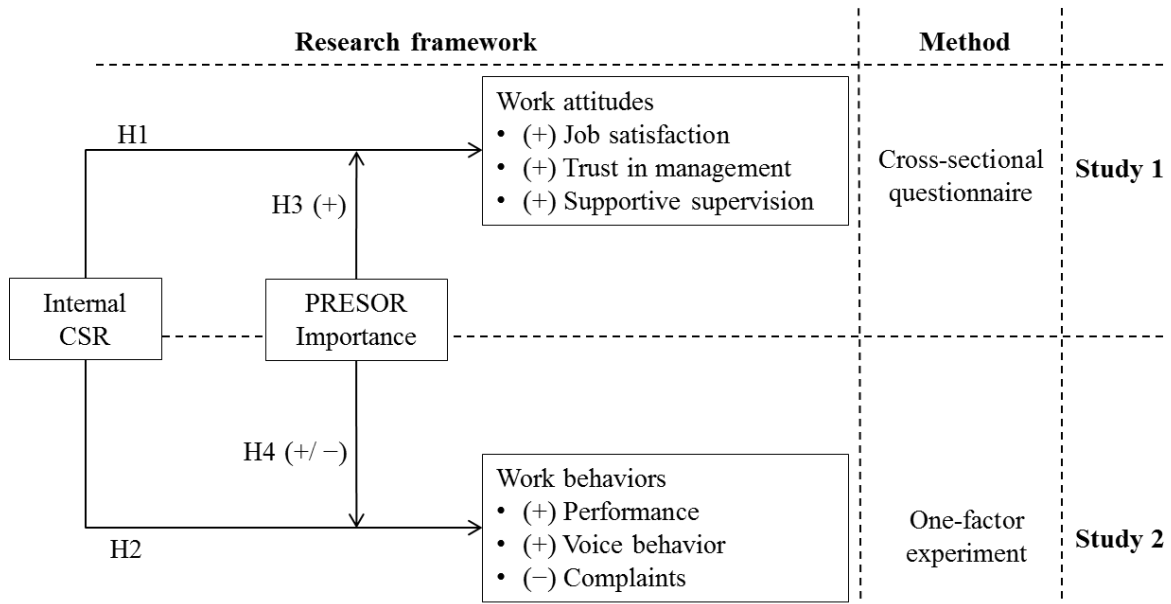 Research framework
Method
H1
Work attitudes
• (+) Job satisfaction
• (+) Trust in management
• (+) Supportive supervision
Cross-sectional
questionnaire
Study 1
H3 (+)
Internal
CSR
PRESOR
Importance
H4 (+/ −)
H2
Work behaviors
• (+) Performance
• (+) Voice behavior
• (−) Complaints
One-factor
experiment
Study 2